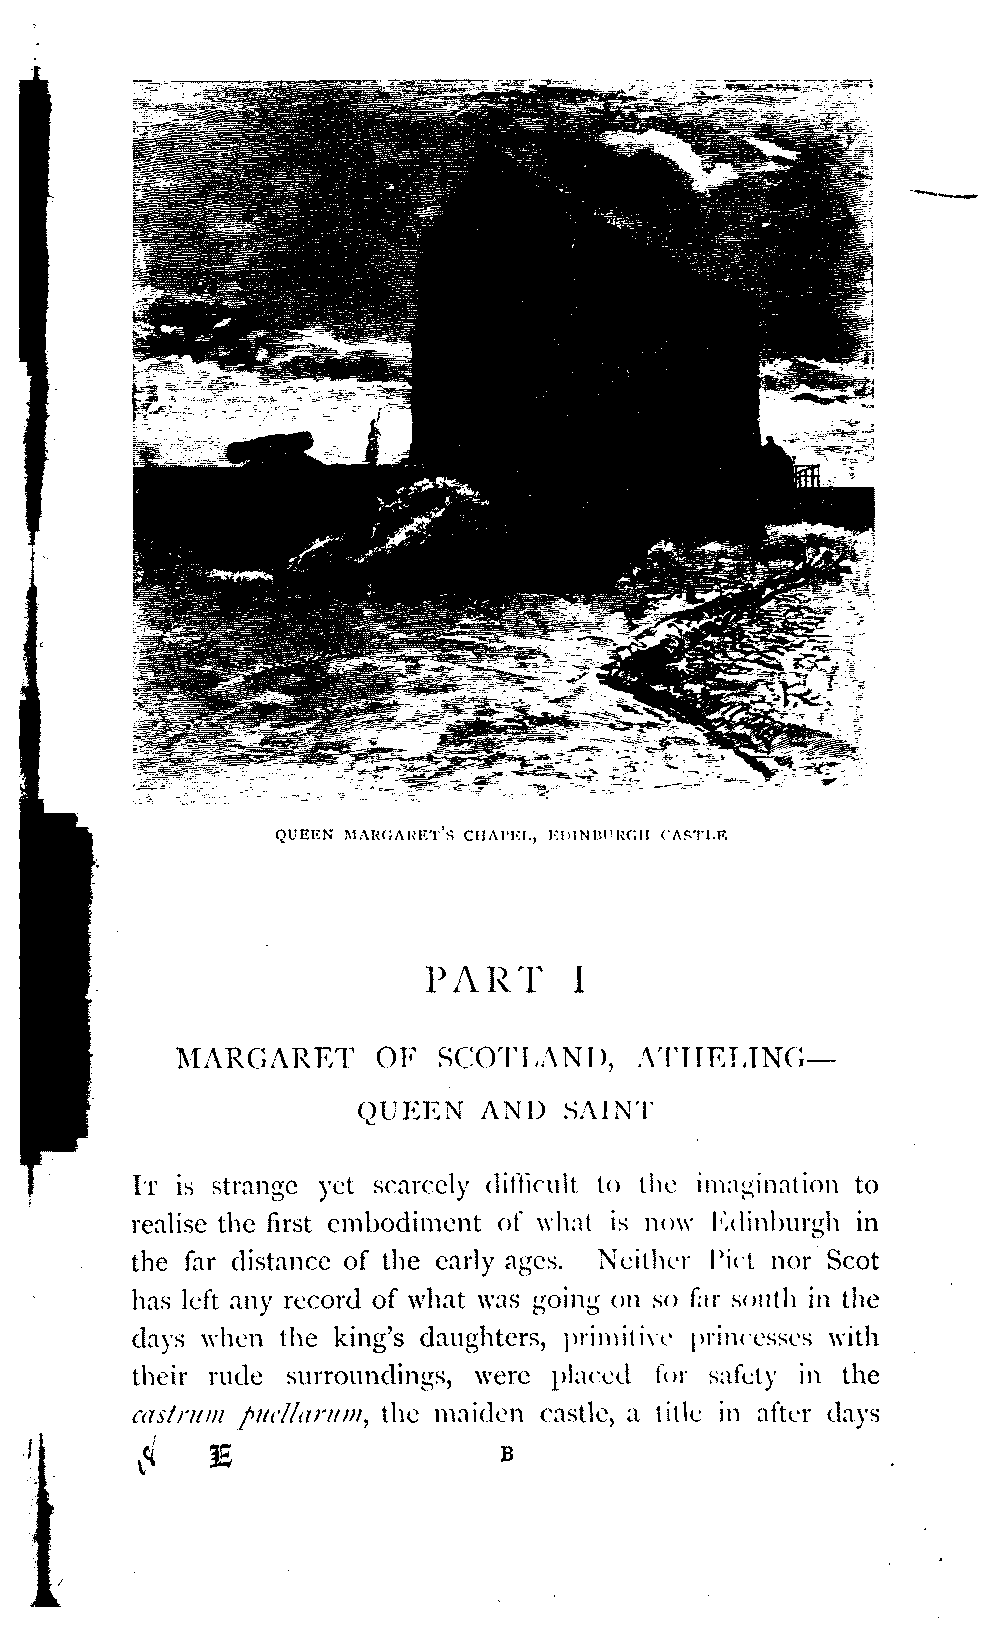 QUEEN MARGARET'S CHAPEL, EDINBURGH CASTLE
PART I
MARGARET OF SCOTLAND, ATHELING—
QUEEN AND SAINT
IT is strange yet scarcely difficult to the imagination to
realise the first embodiment of what is now Edinburgh in
the far distance of the early ages. Neither Pict nor Scot
has left any record of what was going on so far south in the
days when the king's daughters, primitive princesses with
their rude surroundings, were placed for safety in the
castrum puellarum, the maiden castle, a title in after days
E B